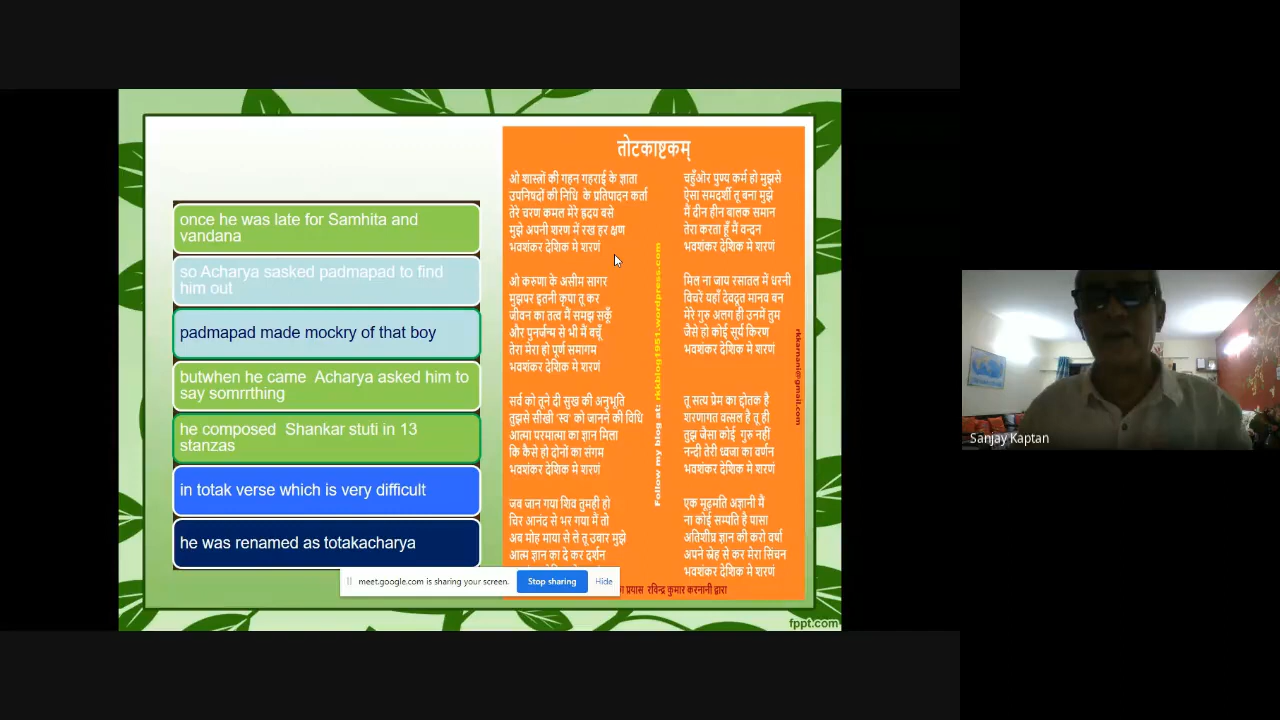 once he was late for Samhita and
vandana
so Acharya sasked padmapad to find
him out
padmapad made mockry of that boy
butwhen he came  Acharya asked him to
say somrrthing
he composed  Shankar stuti in 13
stanzas
in totak verse which is very difficult
he was renamed as totakacharya
तोटकाष्टकम्
ओ शास्त्रों की गहन गहराई के ज्ञाता
उपनिषदों की निधि के प्रतिपादन कर्ता
तेरे चरण कमल मेरे हृदय बसे
मुझे अपनी शरण में रख हर क्षण
भवशंकर देशिक मे शरणं
ओ करुणा के असीम सागर
मुझपर इतनी कृपा तू कर
जीवन का तत्व मैं समझ सकूँ
और पुनर्जन्म से भी मैं बचूँ
तेरा मेरा हो पूर्ण समागम
भवशंकर देशिक मे शरणं
सर्व को तूने दी सुख की अनुभूति
तुझसे सीखी 'स्व' को जानने की विधि
आत्मा परमात्मा का ज्ञान मिला
कि कैसे हो दोनों का संगम
भवशंकर देशिक मे शरणं
जब जान गया शिव तुमही हो
चिर आनंद से भर गया मैं तो
अब मोह माया से ले तू उबार मुझे
आत्म ज्ञान का दे कर दर्शन
चहुँओर पुण्य कर्म हो मुझसे
ऐसा समदर्शी तू बना मुझे
मैं दीन हीन बालक समान
तेरा करता हूँ मैं वन्दन
भवशंकर देशिक मे शरणं
मिल ना जाय रसातल में धरनी
विचरें यहाँ देवदूत मानव बन
मेरे गुरु अलग ही उनमें तुम
जैसे हो कोई सूर्य किरण
भवशंकर देशिक मे शरणं
तू सत्य प्रेम का द्योतक है
शरणागत वत्सल है तू ही
तुझ जैसा कोई गुरु नहीं
नन्दी तेरी ध्वजा का वर्णन
भवशंकर देशिक मे शरणं
एक मूढ़मति अज्ञानी मैं
ना कोई सम्पति है पासा
अतिशीघ्र ज्ञान की करो वर्षा
अपने स्नेह से कर मेरा सिंचन
भवशंकर देशिक मे शरणं
Follow my blog at: rkkblog1951.wordpress.com
rkkarnani@gmail.com
प्रयास रविन्द्र कुमार करनानी द्वारा
meet.google.com is sharing your screen.
Stop sharing
Hide
fppt.com
Sanjay Kaptan